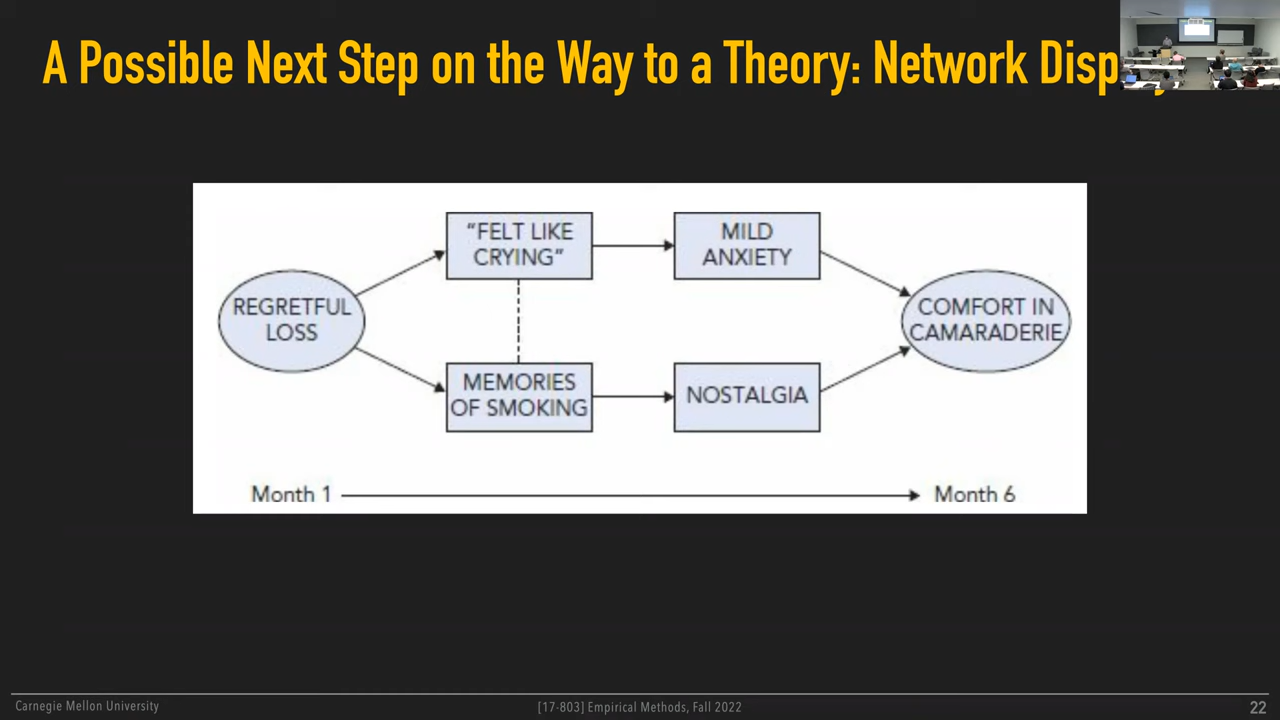 A Possible Next Step on the Way to a Theory: Network
"FELT LIKE
CRYING"
MILD
ANXIETY
REGRETFUL
LOSS
COMFORT IN
CAMARADERIE
MEMORIES
OF SMOKING
NOSTALGIA
Month 1
Month 6
Carnegie Mellon University
[17-803] Empirical Methods, Fall 2022
22